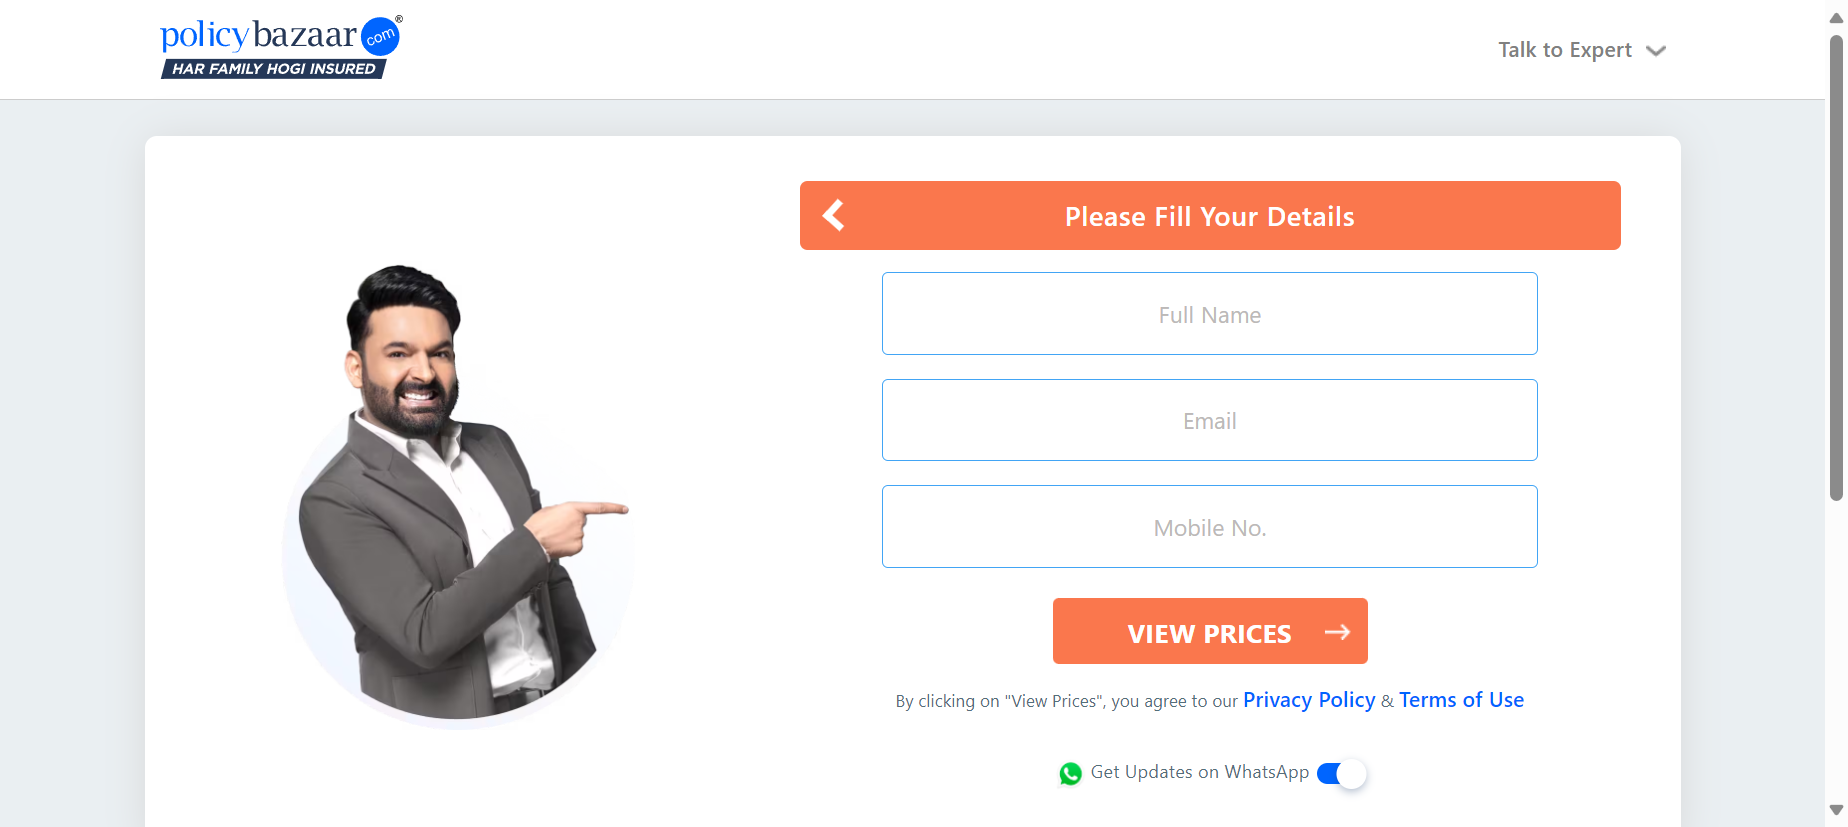 policybazaar com®
HAR FAMILY HOGI INSURED
Talk to Expert
Please Fill Your Details
Full Name
Email
Mobile No.
VIEW PRICES
By clicking on "View Prices", you agree to our Privacy Policy & Terms of Use
Get Updates on WhatsApp